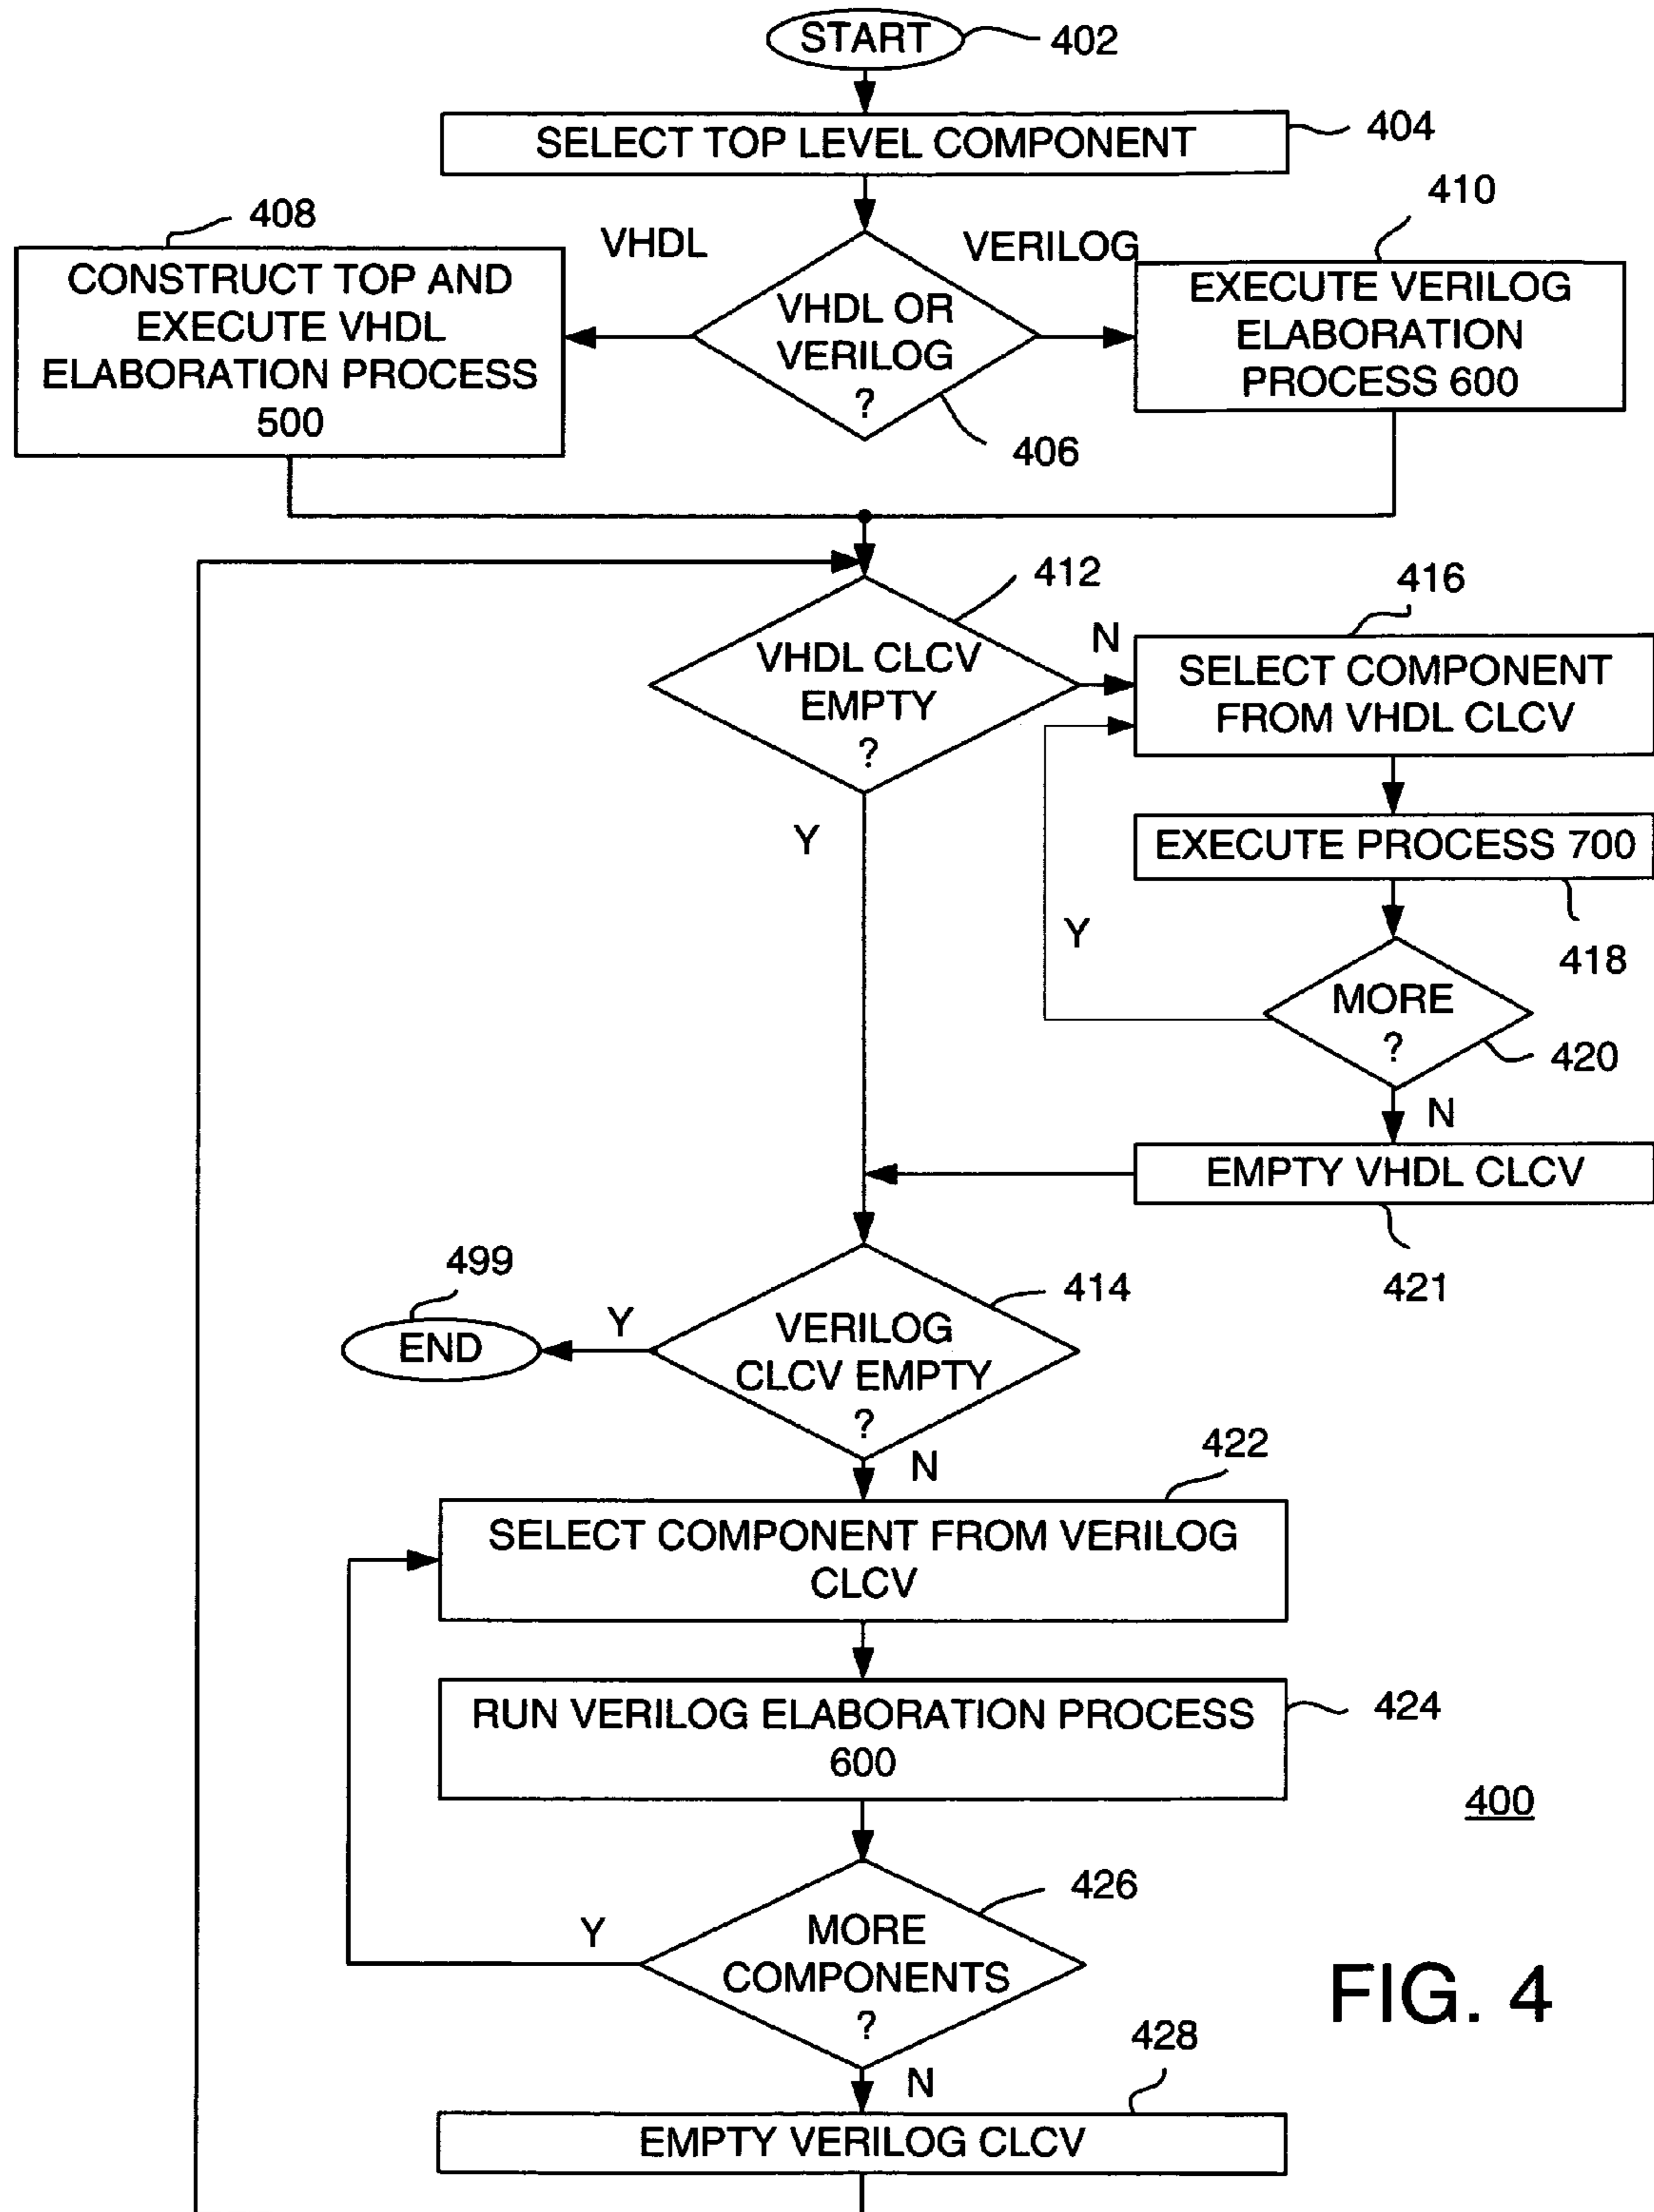 START
402
SELECT TOP LEVEL COMPONENT
404
408
410
VHDL
VERILOG
CONSTRUCT TOP AND
EXECUTE VHDL
ELABORATION PROCESS
500
VHDL OR
VERILOG
?
406
EXECUTE VERILOG
ELABORATION
PROCESS 600
412
416
VHDL CLCV
EMPTY
?
N
SELECT COMPONENT
FROM VHDL CLCV
Y
EXECUTE PROCESS 700
418
Y
MORE
?
420
N
EMPTY VHDL CLCV
421
499
END
Y
414
VERILOG
CLCV EMPTY
?
N
422
SELECT COMPONENT FROM VERILOG
CLCV
RUN VERILOG ELABORATION PROCESS
600
424
400
426
Y
MORE
COMPONENTS
?
FIG. 4
428
N
EMPTY VERILOG CLCV